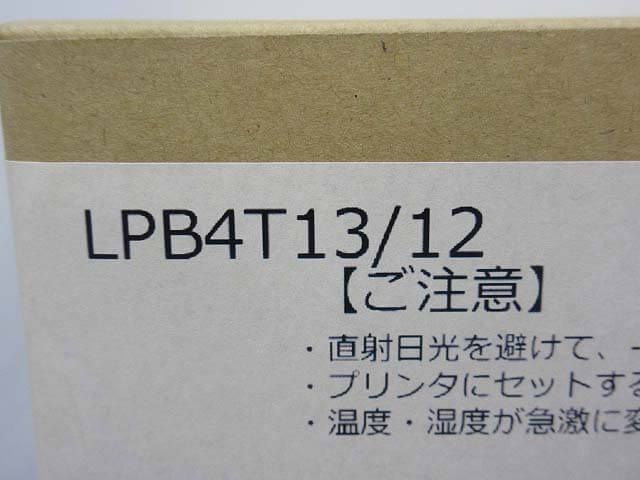 LPB4T13/12
【ご注意】
・直射日光を避けて、
・プリンタにセットする
・温度・湿度が急激に変